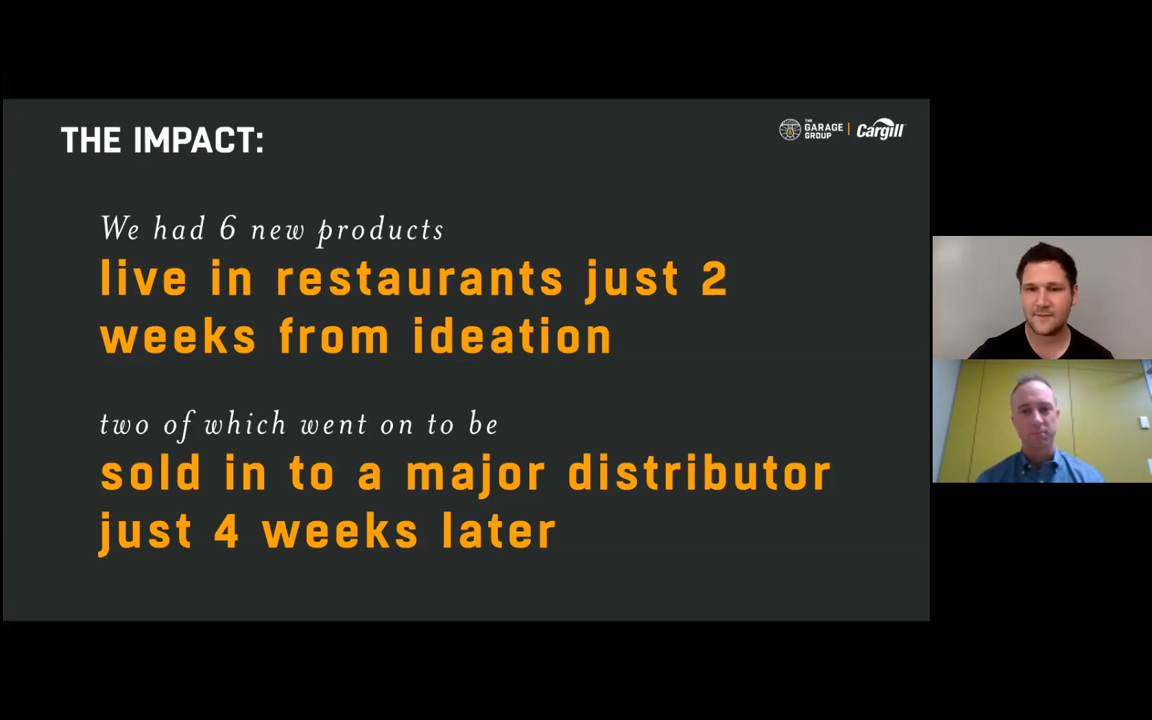 THE IMPACT:
THE
GARAGE
GROUP
Cargill
We had 6 new products
live in restaurants just 2
weeks from ideation
two of which went on to be
sold in to a major distributor
just 4 weeks later